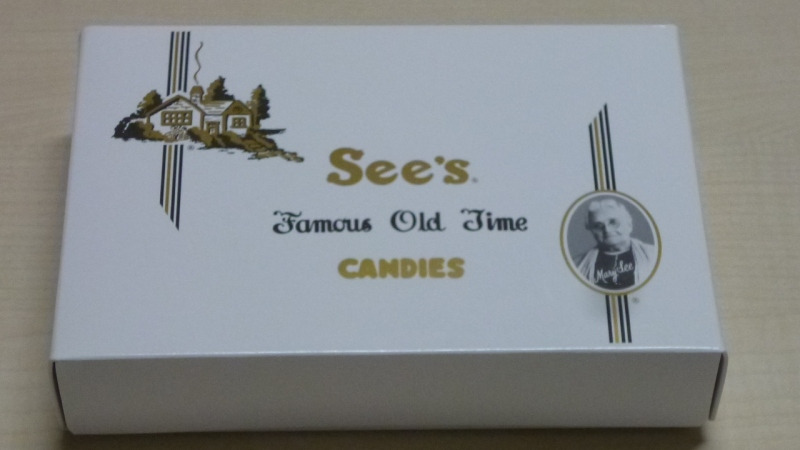 See's
Famous Old Time
CANDIES
Mary See